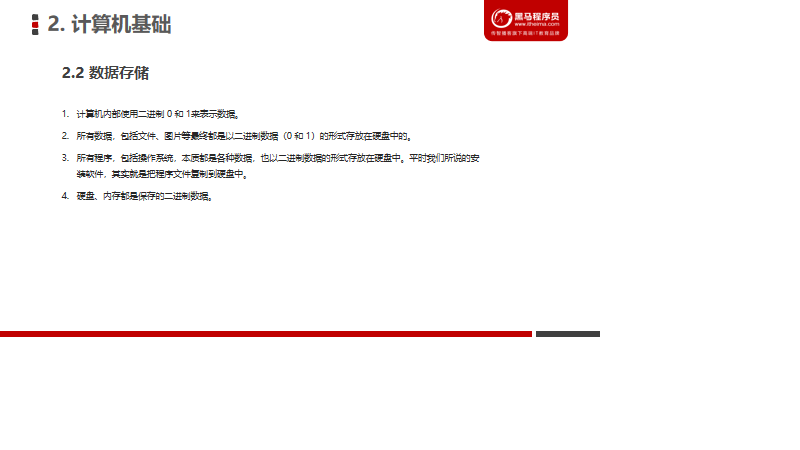 2. 计算机基础
黑马程序员
www.itheima.com
传智播客旗下高端IT教育品牌
2.2 数据存储
1. 计算机内部使用二进制 0 和 1来表示数据。
2. 所有数据，包括文件、图片等最终都是以二进制数据（0 和 1）的形式存放在硬盘中的。
3. 所有程序，包括操作系统，本质都是各种数据，也以二进制数据的形式存放在硬盘中。平时我们所说的安
装软件，其实就是把程序文件复制到硬盘中。
4. 硬盘、内存都是保存的二进制数据。